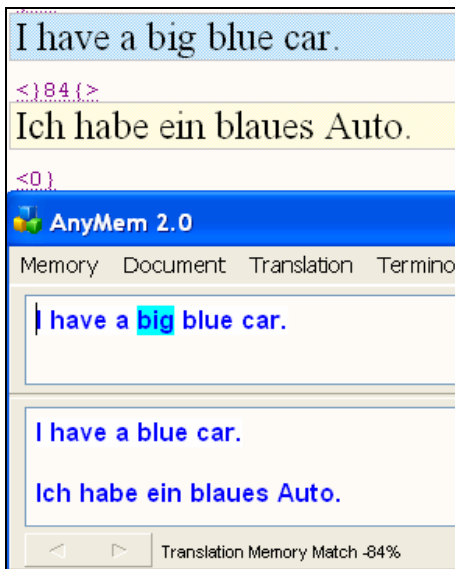 I have a big blue car.
<}84{>
Ich habe ein blaues Auto.
<0}
AnyMem 2.0
Memory Document Translation Termino
I have a big blue car.
I have a blue car.
Ich habe ein blaues Auto.
Translation Memory Match -84%